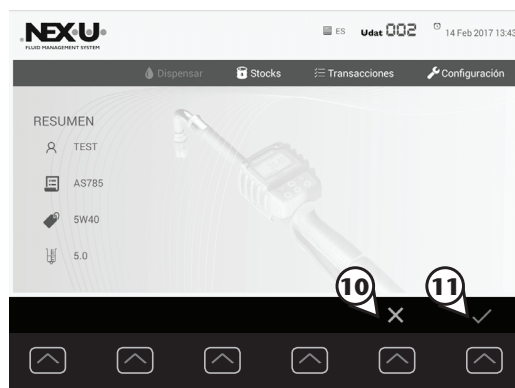 NEX·U·
FLUID MANAGEMENT SYSTEM
ES Udat 002 14 Feb 2017 13:43
Dispensar Stocks Transacciones Configuración
RESUMEN
TEST
AS785
5W40
5.0
10 11